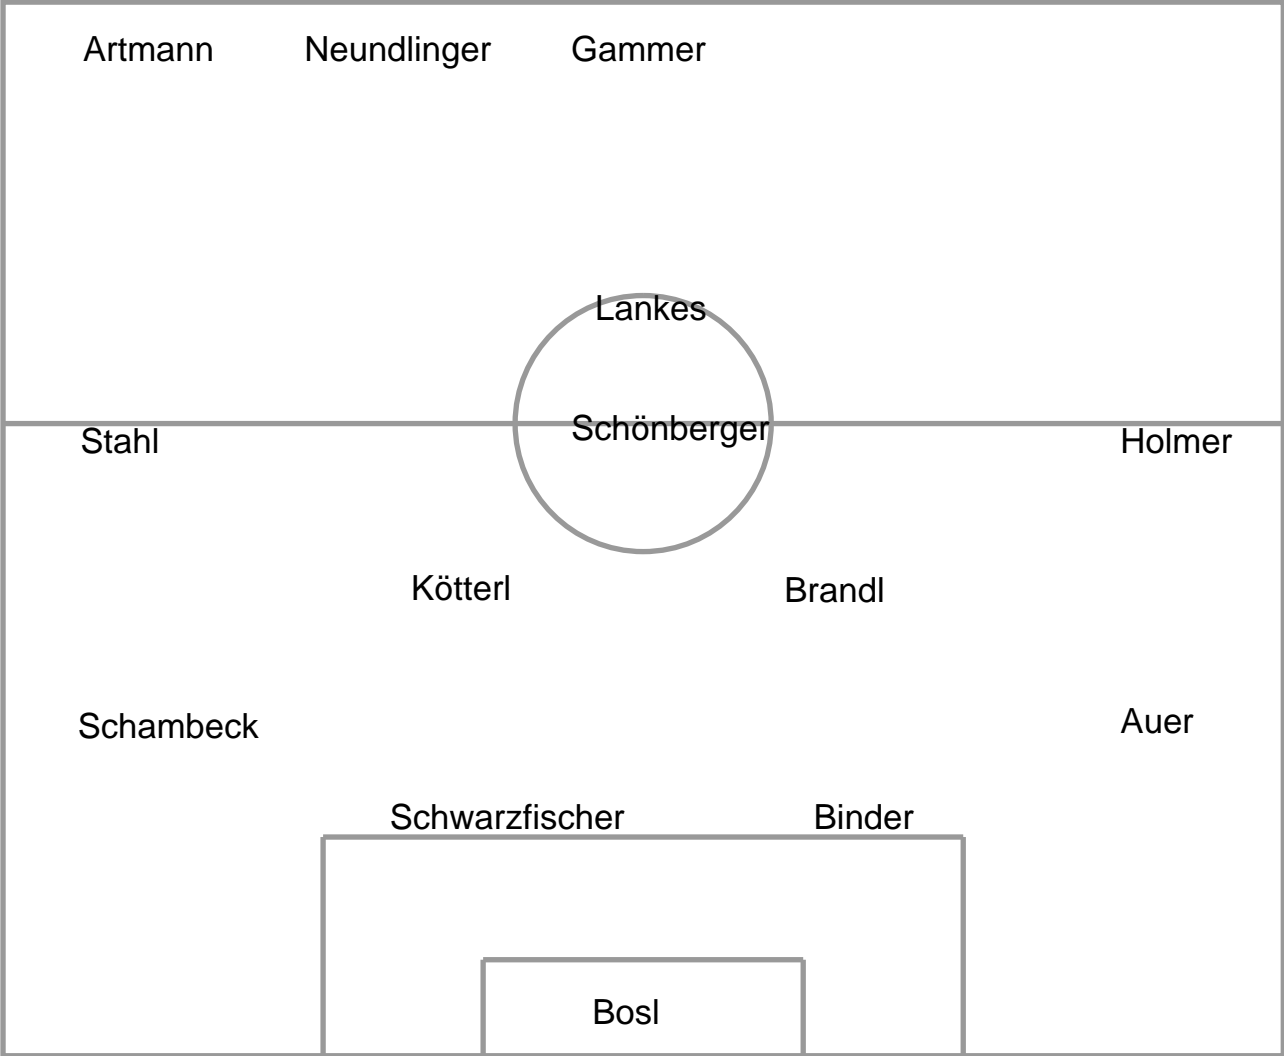 Artmann Neundlinger Gammer
Lankes
Schönberger
Stahl Holmer
Kötterl Brandl
Schambeck Auer
Schwarzfischer Binder
Bosl